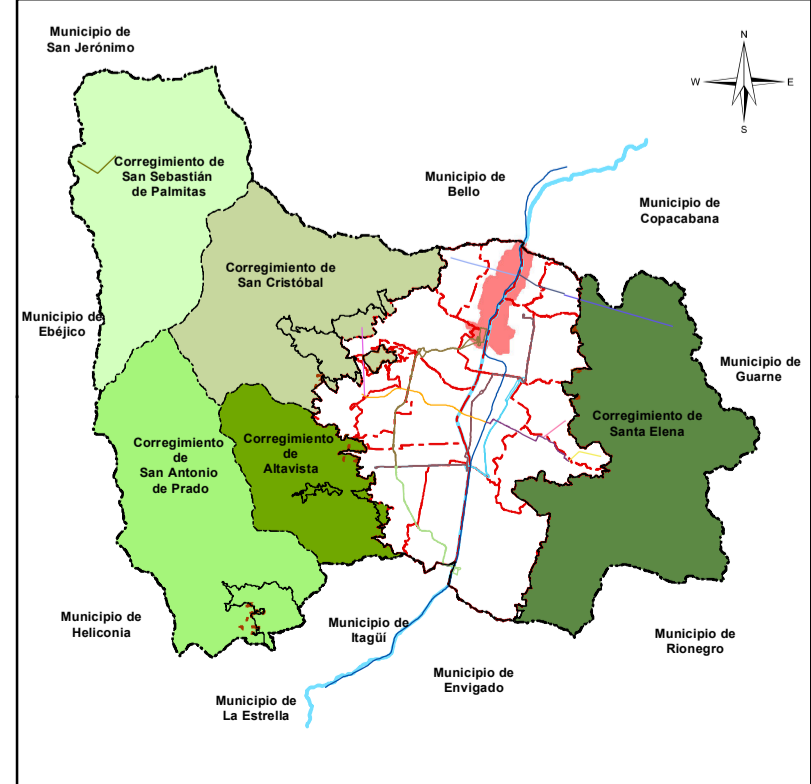 Municipio de
San Jerónimo
N
W
E
S
Corregimiento de
San Sebastián
de Palmitas
Municipio de
Bello
Municipio de
Copacabana
Corregimiento de
San Cristóbal
Municipio de
Ebéjico
Municipio de
Guarne
Corregimiento de
Santa Elena
Corregimiento
de
San Antonio
de Prado
Corregimiento
de
Altavista
Municipio de
Heliconia
Municipio de
Itagüí
Municipio de
Rionegro
Municipio de
Envigado
Municipio de
La Estrella